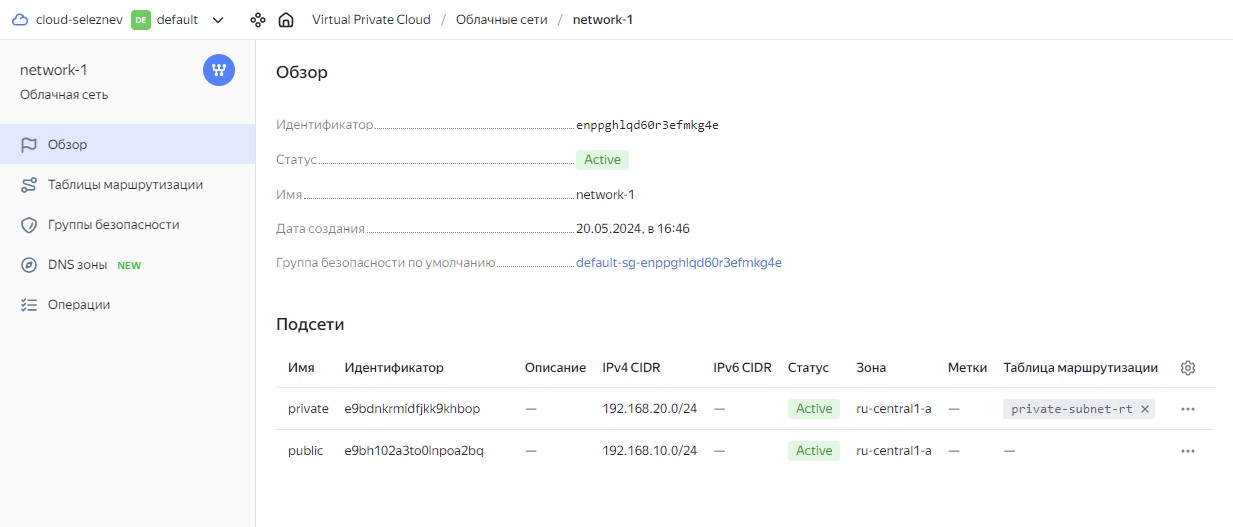 cloud-seleznev DE default Virtual Private Cloud / Облачные сети / network-1
network-1
Облачная сеть
Обзор
Таблицы маршрутизации
Группы безопасности
DNS зоны NEW
Операции
Обзор
Идентификатор enppghlqd60r3efmkg4e
Статус Active
Имя network-1
Дата создания 20.05.2024, в 16:46
Группа безопасности по умолчанию default-sg-enppghlqd60r3efmkg4e
Подсети
Имя Идентификатор Описание IPv4 CIDR IPv6 CIDR Статус Зона Метки Таблица маршрутизации
private e9bdnkrmidfjkk9khbop — 192.168.20.0/24 — Active ru-central1-a — private-subnet-rt ×
public e9bh102a3to0lnpoa2bq — 192.168.10.0/24 — Active ru-central1-a — —